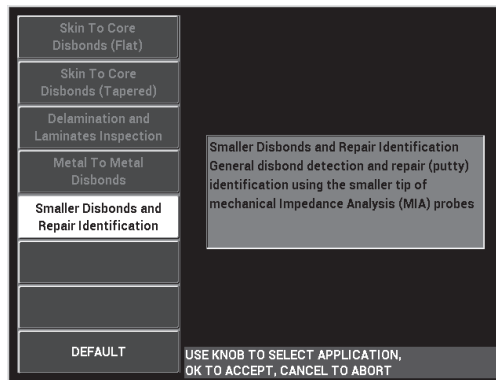 Skin To Core
Disbonds (Flat)
Skin To Core
Disbonds (Tapered)
Delamination and
Laminates Inspection
Metal To Metal
Disbonds
Smaller Disbonds and
Repair Identification
DEFAULT
Smaller Disbonds and Repair Identification
General disbond detection and repair (putty)
identification using the smaller tip of
mechanical Impedance Analysis (MIA) probes
USE KNOB TO SELECT APPLICATION,
OK TO ACCEPT, CANCEL TO ABORT